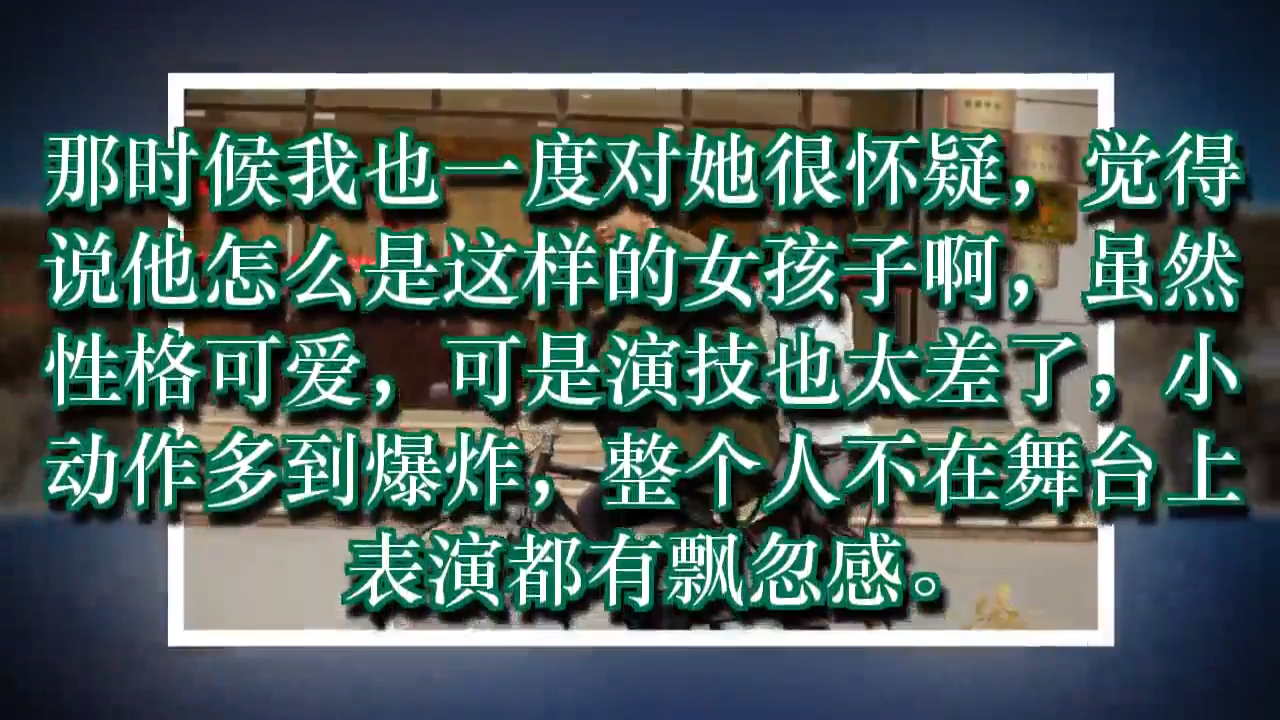 那时候我也一度对她很怀疑，觉得
说他怎么是这样的女孩子啊，虽然
性格可爱，可是演技也太差了，小
动作多到爆炸，整个人不在舞台上
表演都有飘忽感。